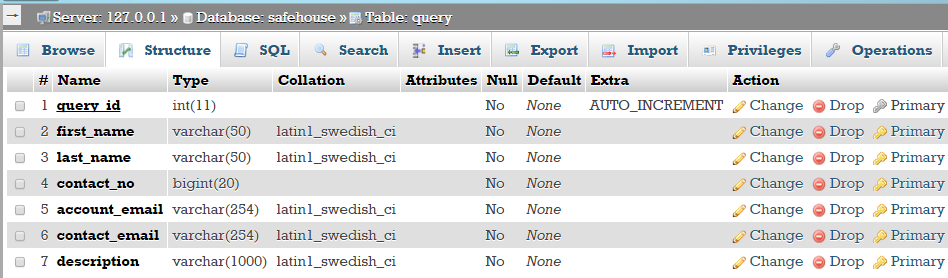 Server: 127.0.0.1 » Database: safehouse » Table: query
Browse Structure SQL Search Insert Export Import Privileges Operations
# Name Type Collation Attributes Null Default Extra Action
1 query_id int(11) No None AUTO_INCREMENT Change Drop Primary
2 first_name varchar(50) latin1_swedish_ci No None Change Drop Primary
3 last_name varchar(50) latin1_swedish_ci No None Change Drop Primary
4 contact_no bigint(20) No None Change Drop Primary
5 account_email varchar(254) latin1_swedish_ci No None Change Drop Primary
6 contact_email varchar(254) latin1_swedish_ci No None Change Drop Primary
7 description varchar(1000) latin1_swedish_ci No None Change Drop Primary